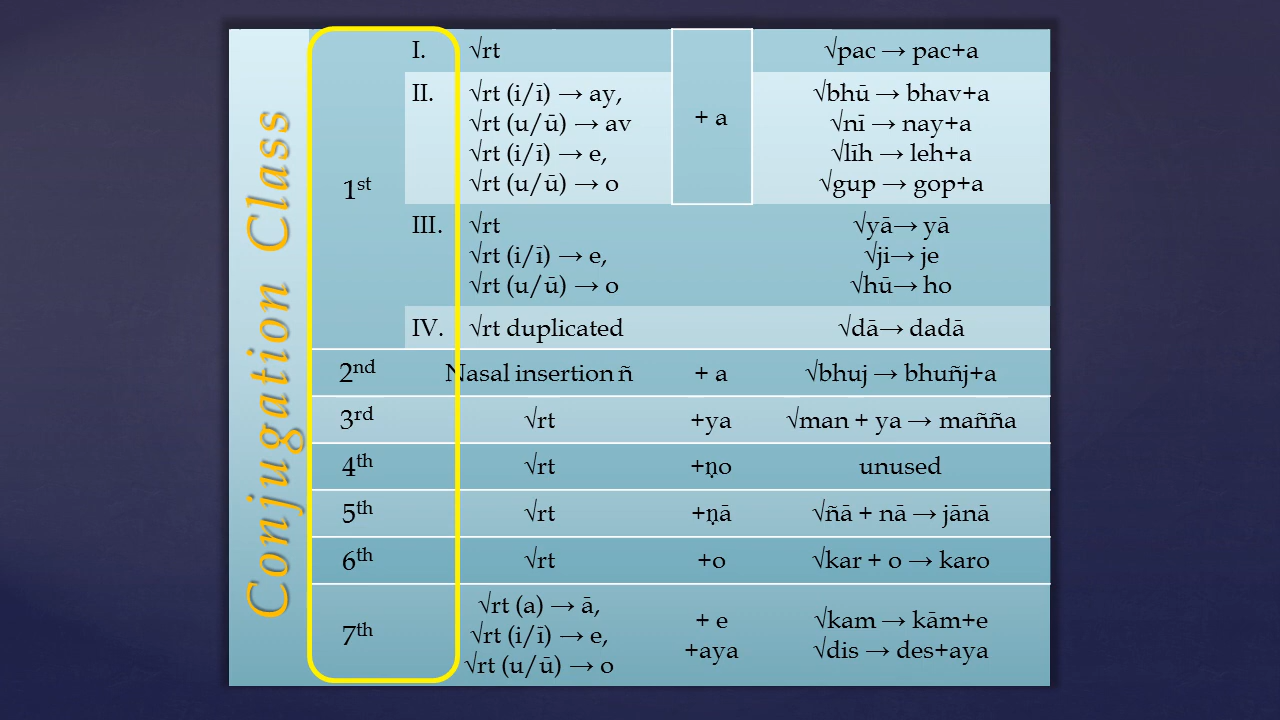 Conjugation Class
1st
I. √rt √pac → pac+a
II. √rt (i/ī) → ay, √bhū → bhav+a
√rt (u/ū) → av + a √nī → nay+a
√rt (i/ī) → e, √līh → leh+a
√rt (u/ū) → o √gup → gop+a
III. √rt √yā→ yā
√rt (i/ī) → e, √ji→ je
√rt (u/ū) → o √hū→ ho
IV. √rt duplicated √dā→ dadā
2nd Nasal insertion ñ + a √bhuj → bhuñj+a
3rd √rt +ya √man + ya → mañña
4th √rt +ṇo unused
5th √rt +ṇā √ñā + nā → jānā
6th √rt +o √kar + o → karo
7th
√rt (a) → ā,
√rt (i/ī) → e,
√rt (u/ū) → o
+ e √kam → kām+e
+aya √dis → des+aya